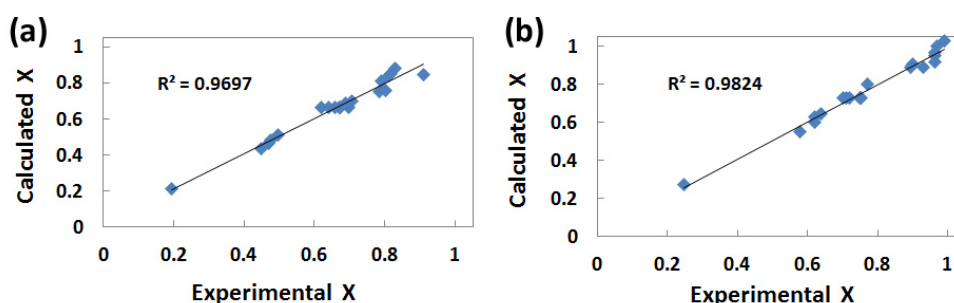 (a)
Calculated X
1
0.8
0.6
0.4
0.2
0
R² = 0.9697
0 0.2 0.4 0.6 0.8 1
Experimental X
(b)
Calculated X
1
0.8
0.6
0.4
0.2
0
R² = 0.9824
0 0.2 0.4 0.6 0.8 1
Experimental X